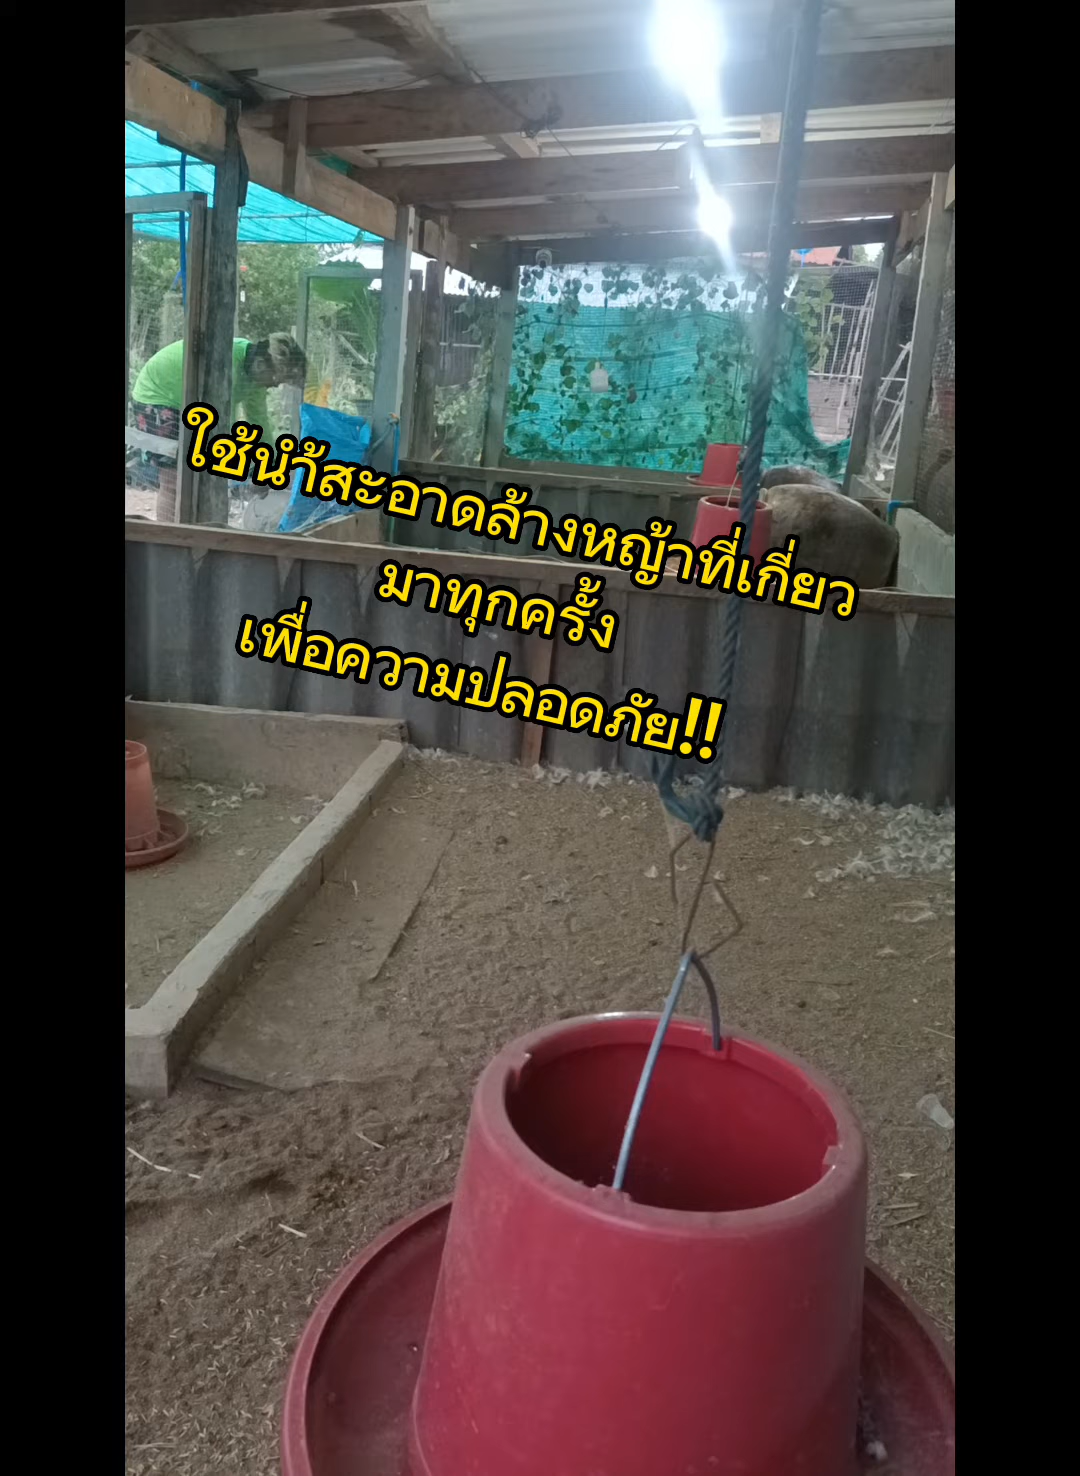 ใช้นำ้สะอาดล้างหญ้าที่เกี่ยว
มาทุกครั้ง
เพื่อความปลอดภัย!!